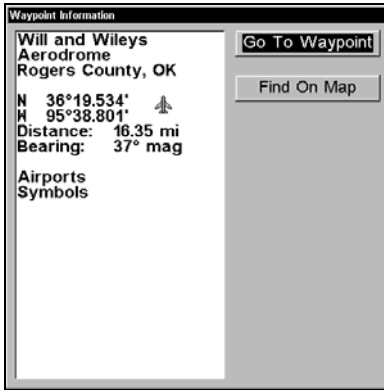 Waypoint Information
Will and Wileys
Aerodrome
Rogers County, OK
N 36°19.534'
W 95°38.801'
Distance: 16.35 mi
Bearing: 37° mag
Airports
Symbols
Go To Waypoint
Find On Map